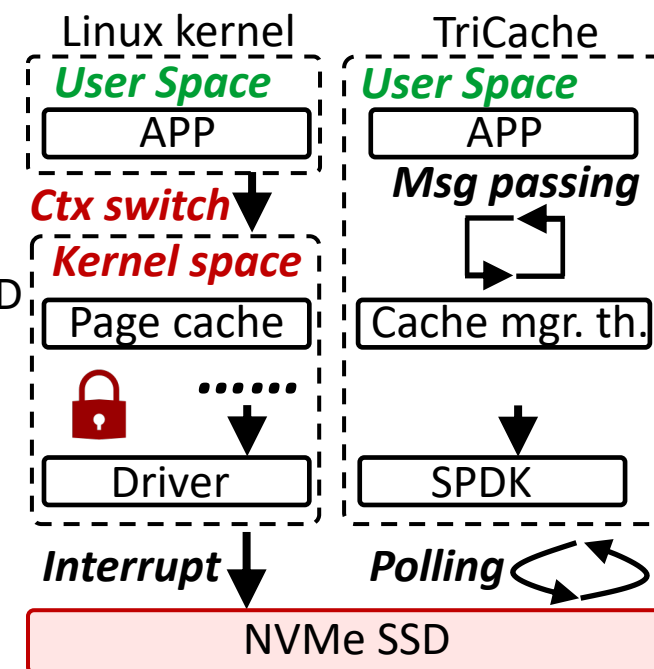 Linux kernel
User Space
APP
Ctx switch
Kernel space
D
Page cache
......
Driver
Interrupt
TriCache
User Space
APP
Msg passing
Cache mgr. th.
SPDK
Polling
NVMe SSD